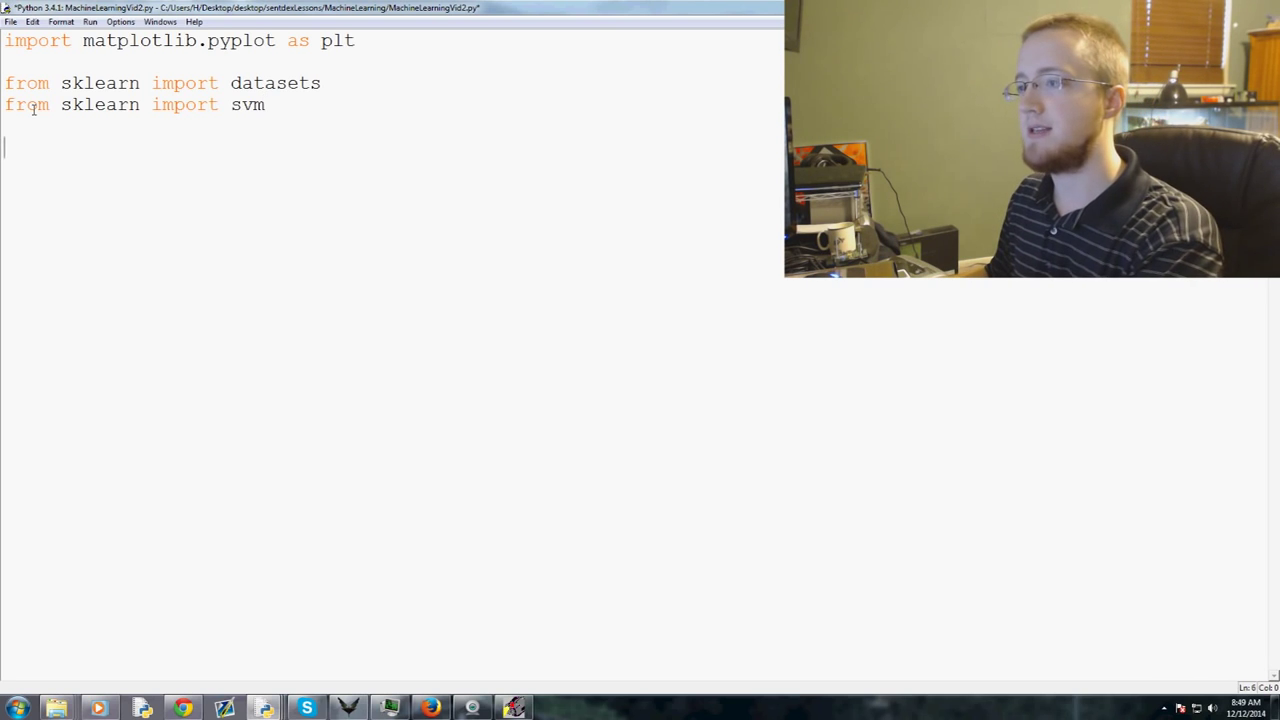 *Python 3.4.1: MachineLearningVid2.py - C:/Users/H/Desktop/desktop/sentdexLessons/MachineLearning/MachineLearningVid2.py*
File Edit Format Run Options Windows Help
import matplotlib.pyplot as plt
from sklearn import datasets
from sklearn import svm
Ln: 6 Col: 0
8:49 AM
12/12/2014